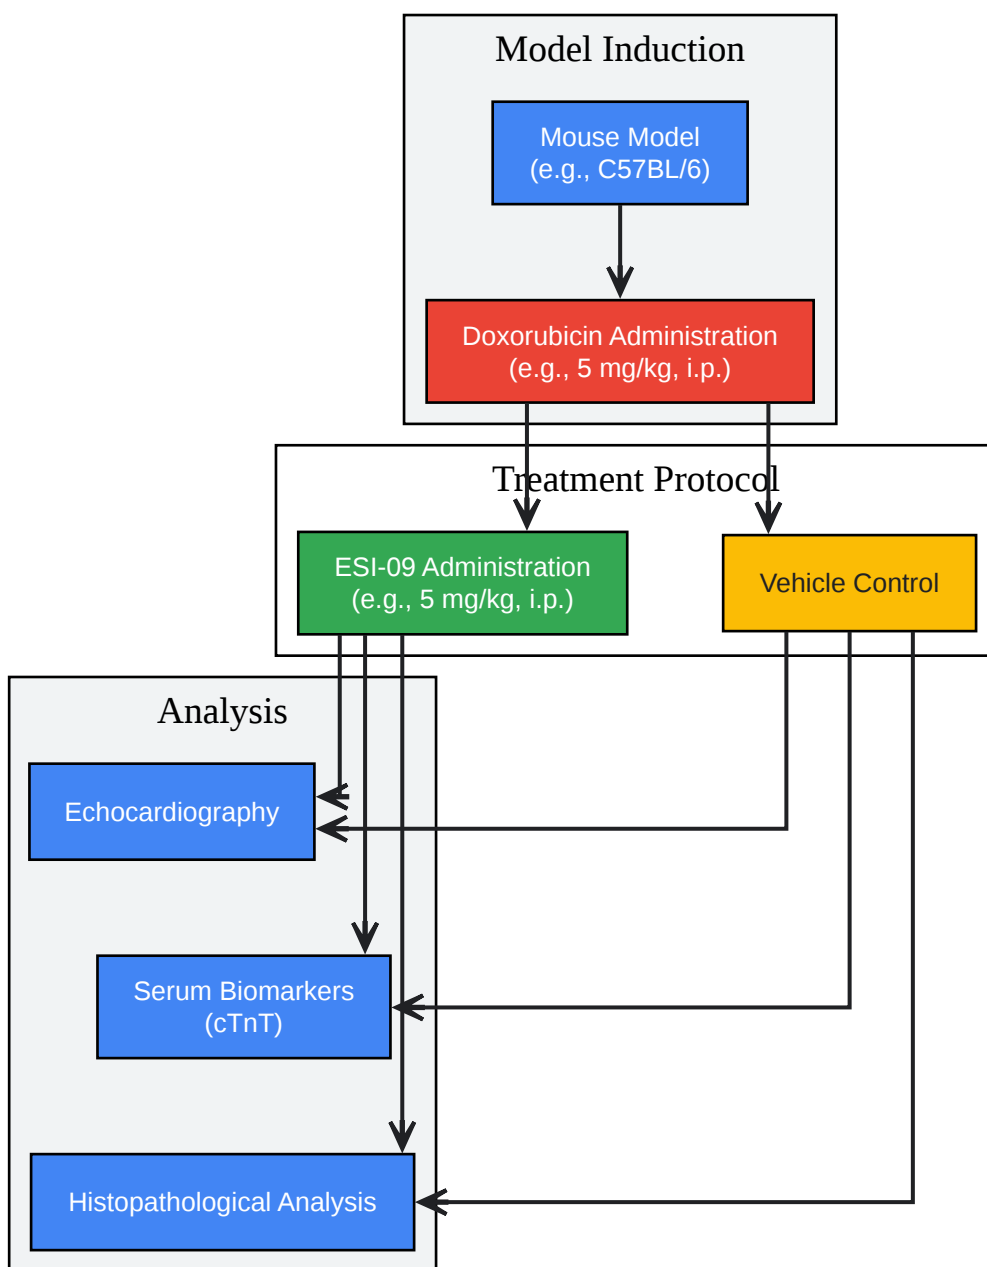 Model Induction
Mouse Model
(e.g., C57BL/6)
Doxorubicin Administration
(e.g., 5 mg/kg, i.p.)
Treatment Protocol
ESI-09 Administration
(e.g., 5 mg/kg, i.p.)
Vehicle Control
Analysis
Echocardiography
Serum Biomarkers
(cTnT)
Histopathological Analysis